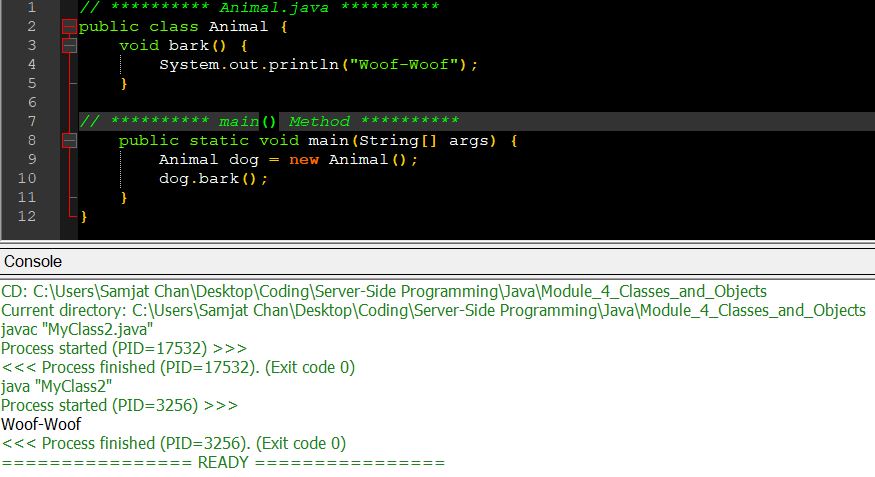 1 // ********** Animal.java **********
2 public class Animal {
3 void bark() {
4 System.out.println("Woof-Woof");
5 }
6
7 // ********** main() Method **********
8 public static void main(String[] args) {
9 Animal dog = new Animal();
10 dog.bark();
11 }
12 }
Console
CD: C:\Users\Samjat Chan\Desktop\Coding\Server-Side Programming\Java\Module_4_Classes_and_Objects
Current directory: C:\Users\Samjat Chan\Desktop\Coding\Server-Side Programming\Java\Module_4_Classes_and_Objects
javac "MyClass2.java"
Process started (PID=17532) >>>
<<< Process finished (PID=17532). (Exit code 0)
java "MyClass2"
Process started (PID=3256) >>>
Woof-Woof
<<< Process finished (PID=3256). (Exit code 0)
================ READY ================